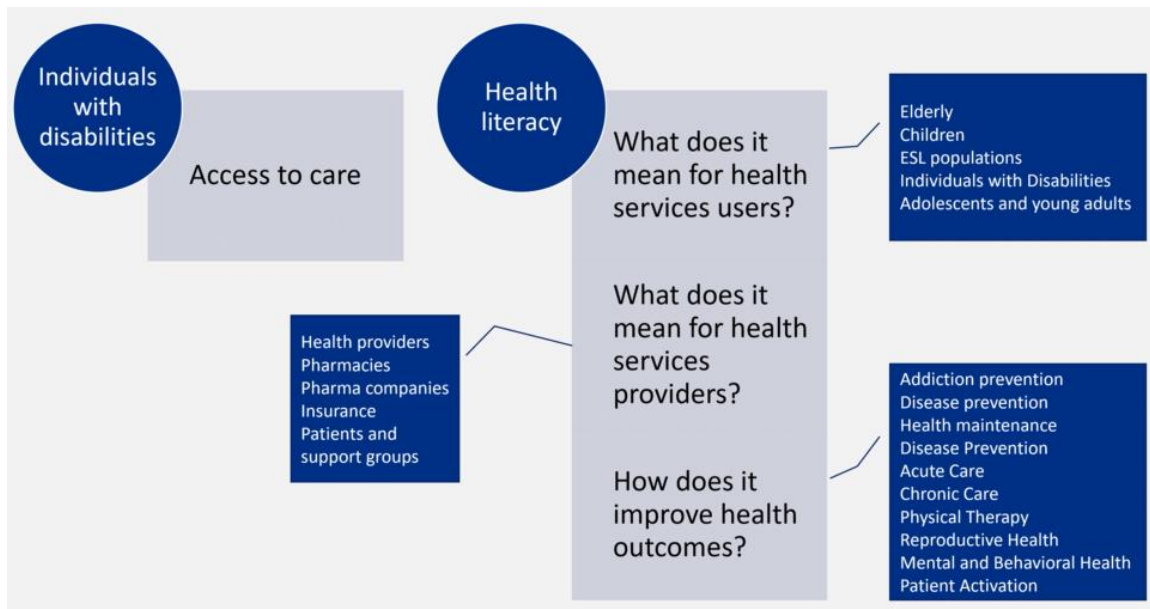 Individuals
with
disabilities
Access to care
Health
literacy
What does it
mean for health
services users?
Elderly
Children
ESL populations
Individuals with Disabilities
Adolescents and young adults
What does it
mean for health
services
providers?
Health providers
Pharmacies
Pharma companies
Insurance
Patients and
support groups
How does it
improve health
outcomes?
Addiction prevention
Disease prevention
Health maintenance
Disease Prevention
Acute Care
Chronic Care
Physical Therapy
Reproductive Health
Mental and Behavioral Health
Patient Activation